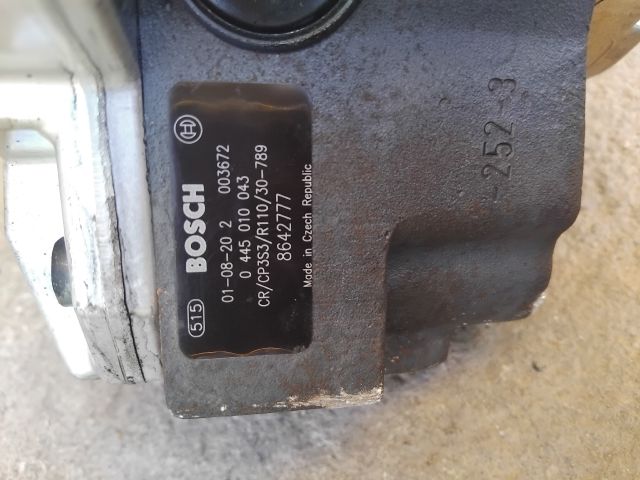 515 BOSCH
01-08-20 2 003672
0 445 010 043
CR/CP3S3/R110/30-789
8642777
Made in Czech Republic
-252-3